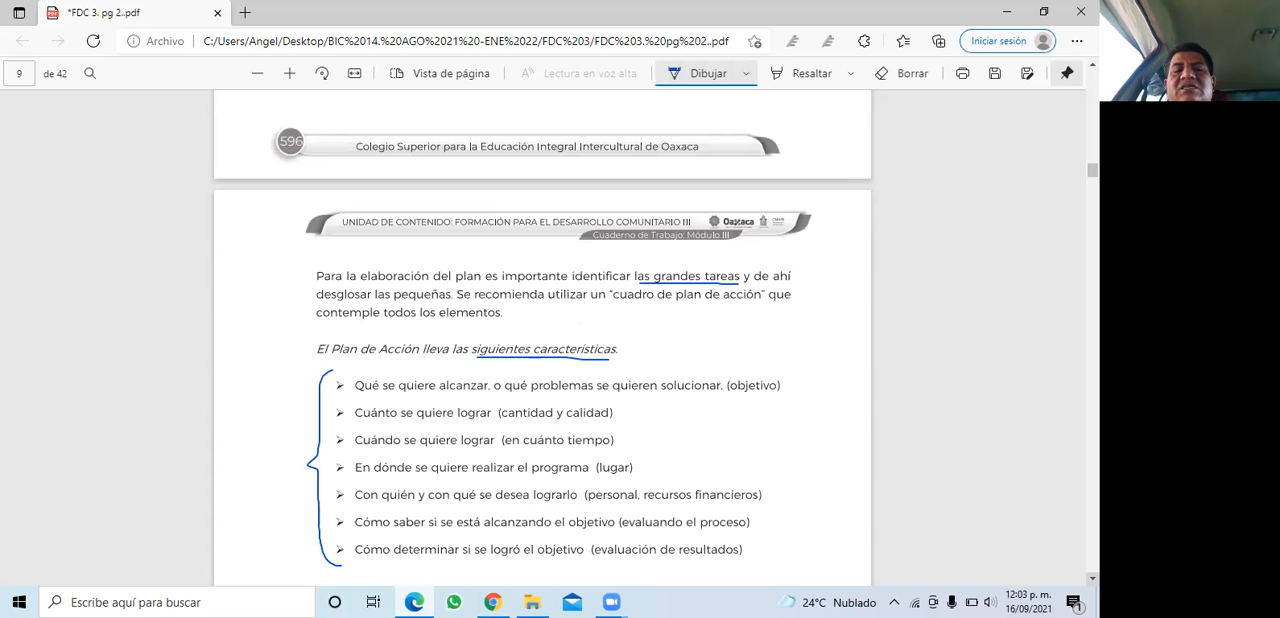 *FDC 3. pg 2..pdf
Archivo
C:/Users/Angel/Desktop/BIC%2014.%20AGO%2021%20-ENE%2022/FDC%203/FDC%203.%20pg%202..pdf
Iniciar sesión
9 de 42
Vista de página
Lectura en voz alta
Dibujar
Resaltar
Borrar
596
Colegio Superior para la Educación Integral Intercultural de Oaxaca
UNIDAD DE CONTENIDO: FORMACIÓN PARA EL DESARROLLO COMUNITARIO III
Oaxaca
Cuaderno de Trabajo: Módulo III
Para la elaboración del plan es importante identificar las grandes tareas y de ahí
desglosar las pequeñas. Se recomienda utilizar un “cuadro de plan de acción” que
contemple todos los elementos.
El Plan de Acción lleva las siguientes características.
➢ Qué se quiere alcanzar, o qué problemas se quieren solucionar. (objetivo)
➢ Cuánto se quiere lograr (cantidad y calidad)
➢ Cuándo se quiere lograr (en cuánto tiempo)
➢ En dónde se quiere realizar el programa (lugar)
➢ Con quién y con qué se desea lograrlo (personal, recursos financieros)
➢ Cómo saber si se está alcanzando el objetivo (evaluando el proceso)
➢ Cómo determinar si se logró el objetivo (evaluación de resultados)
Escribe aquí para buscar
24°C Nublado
12:03 p. m.
16/09/2021
1